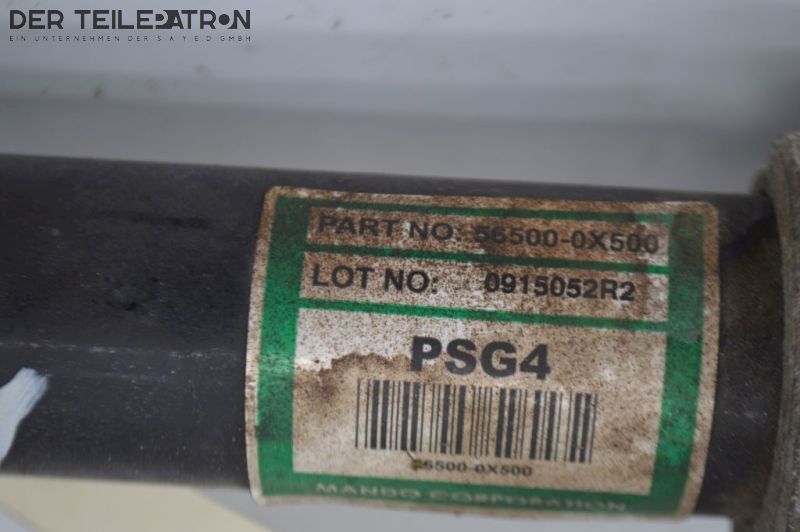 DER TEILEPATRON
EIN UNTERNEHMEN DER S A Y E D GMBH
PART NO: 56500-0X500
LOT NO: 0915052R2
PSG4
56500-0X500
MANDO CORPORATION